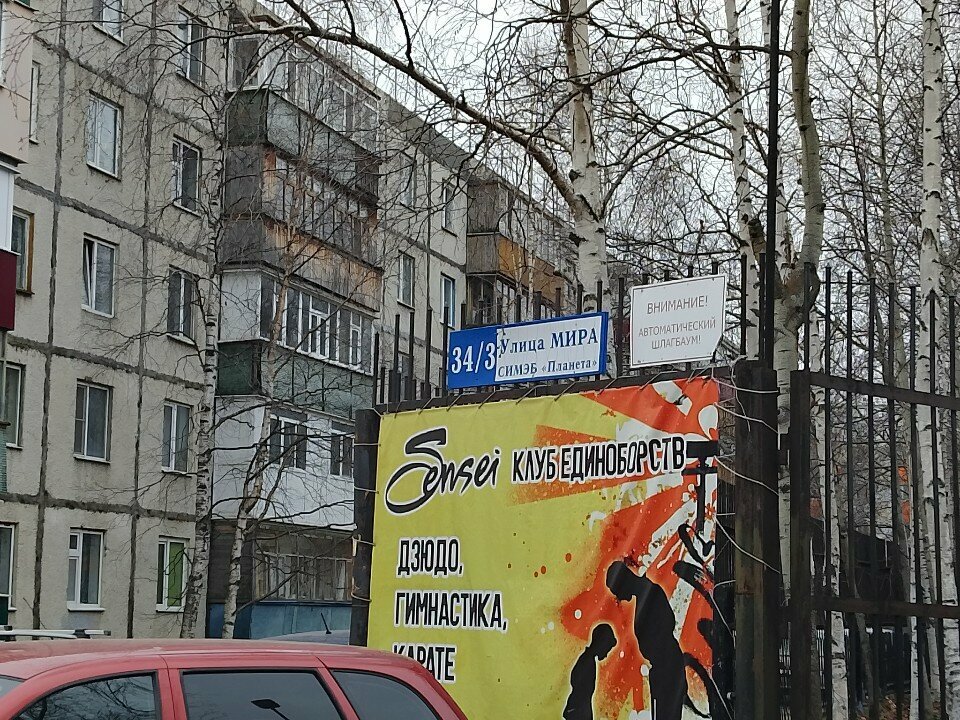 34/3
Улица МИРА
СИМЭБ «Планета»
ВНИМАНИЕ!
АВТОМАТИЧЕСКИЙ
ШЛАГБАУМ!
Sensei КЛУБ ЕДИНОБОРСТВ
ДЗЮДО,
ГИМНАСТИКА,
КАРАТЕ